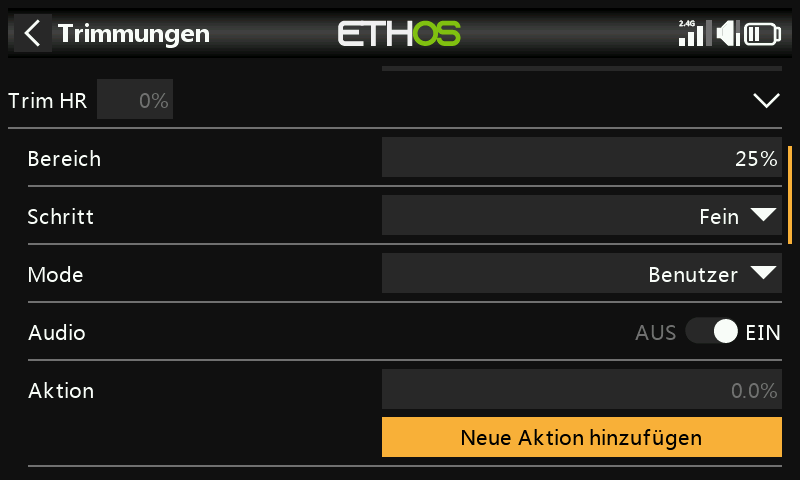 Trimmungen
ETHOS
2.4G
Trim HR 0%
Bereich 25%
Schritt Fein
Mode Benutzer
Audio AUS EIN
Aktion 0.0%
Neue Aktion hinzufügen